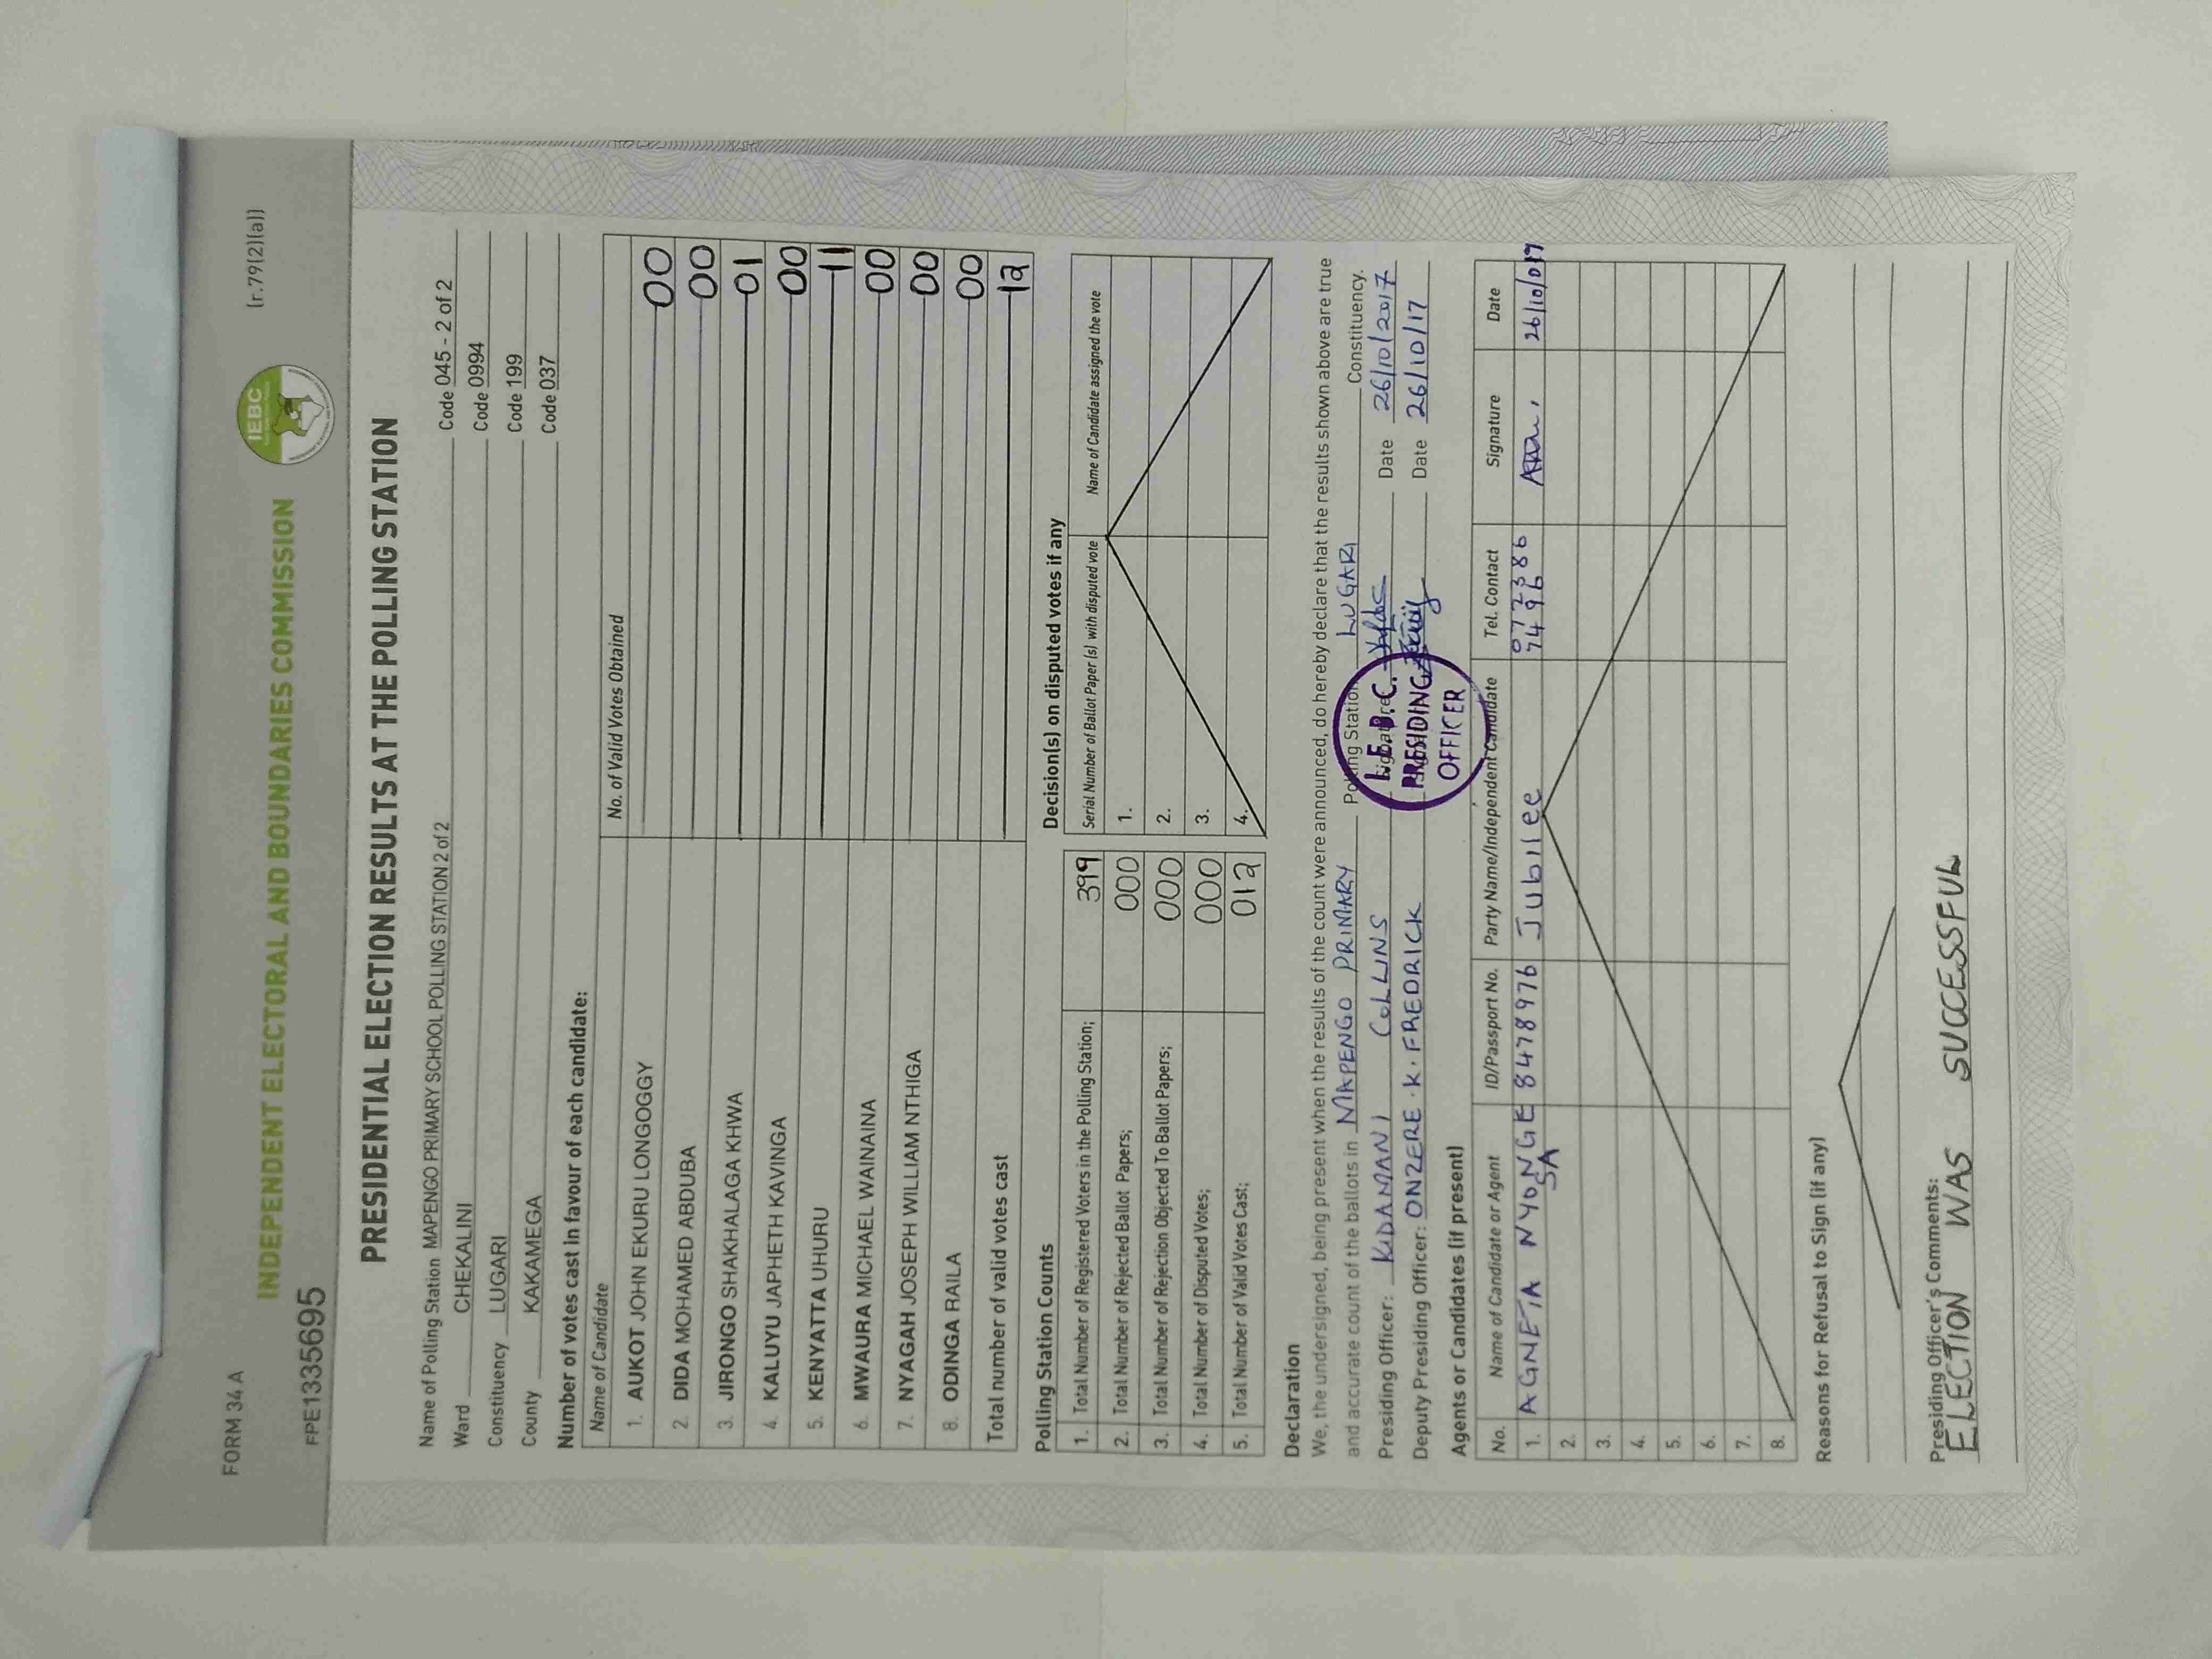 FORM 34 A
(r.79(2)(a))
IEBC
INDEPENDENT ELECTORAL AND BOUNDARIES COMMISSION
FPE1335695
PRESIDENTIAL ELECTION RESULTS AT THE POLLING STATION
Name of Polling Station MAPENGO PRIMARY SCHOOL POLLING STATION 2 of 2 Code 045 - 2 of 2
Ward CHEKALINI Code 0994
Constituency LUGARI Code 199
County KAKAMEGA Code 037
Number of votes cast in favour of each candidate:
Name of Candidate No. of Valid Votes Obtained
1. AUKOT JOHN EKURU LONGOGGY 00
2. DIDA MOHAMED ABDUBA 00
3. JIRONGO SHAKHALAGA KHWA 01
4. KALUYU JAPHETH KAVINGA 00
5. KENYATTA UHURU 11
6. MWAURA MICHAEL WAINAINA 00
7. NYAGAH JOSEPH WILLIAM NTHIGA 00
8. ODINGA RAILA 00
Total number of valid votes cast 12
Polling Station Counts
1. Total Number of Registered Voters in the Polling Station; 399
2. Total Number of Rejected Ballot Papers; 000
3. Total Number of Rejection Objected To Ballot Papers; 000
4. Total Number of Disputed Votes; 000
5. Total Number of Valid Votes Cast; 012
Decision(s) on disputed votes if any
Serial Number of Ballot Paper (s) with disputed vote Name of Candidate assigned the vote
1.
2.
3.
4.
Declaration
We, the undersigned, being present when the results of the count were announced, do hereby declare that the results shown above are true
and accurate count of the ballots in MAPENGO PRIMARY Polling Station LUGARI Constituency.
Presiding Officer: KIDAMANI COLLINS Signature Date 26/10/2017
Deputy Presiding Officer: ONZERE .K. FREDRICK Date 26/10/17
I.E.B.C.
PRESIDING
OFFICER
Agents or Candidates (if present)
No. Name of Candidate or Agent ID/Passport No. Party Name/Independent Candidate Tel. Contact Signature Date
1. AGNETA NYONGE SA 8478976 Jubilee
2.
3.
4.
5.
6.
7.
8.
Reasons for Refusal to Sign (if any)
Presiding Officer's Comments:
ELECTION WAS SUCCESSFUL